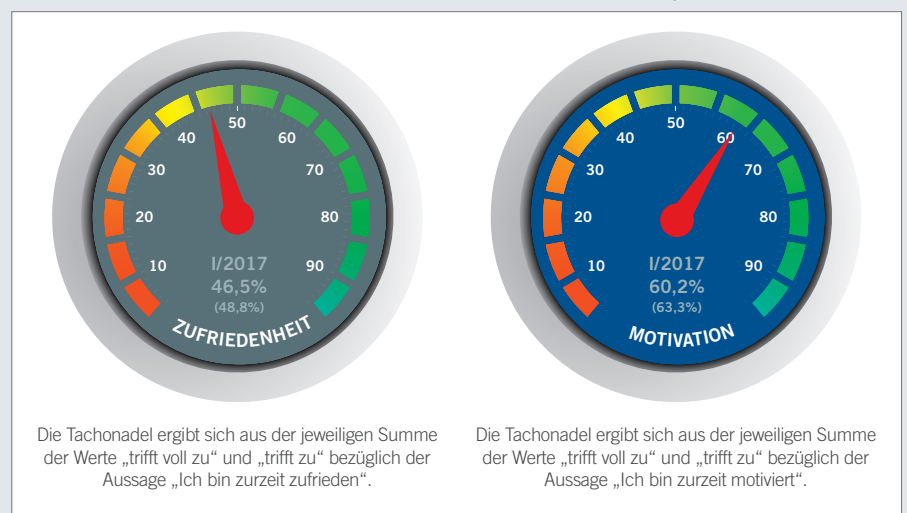 10
20
30
40
50
60
70
80
90
I/2017
46,5%
(48,8%)
ZUFRIEDENHEIT
Die Tachonadel ergibt sich aus der jeweiligen Summe
der Werte „trifft voll zu“ und „trifft zu“ bezüglich der
Aussage „Ich bin zurzeit zufrieden“.
10
20
30
40
50
60
70
80
90
I/2017
60,2%
(63,3%)
MOTIVATION
Die Tachonadel ergibt sich aus der jeweiligen Summe
der Werte „trifft voll zu“ und „trifft zu“ bezüglich der
Aussage „Ich bin zurzeit motiviert“.